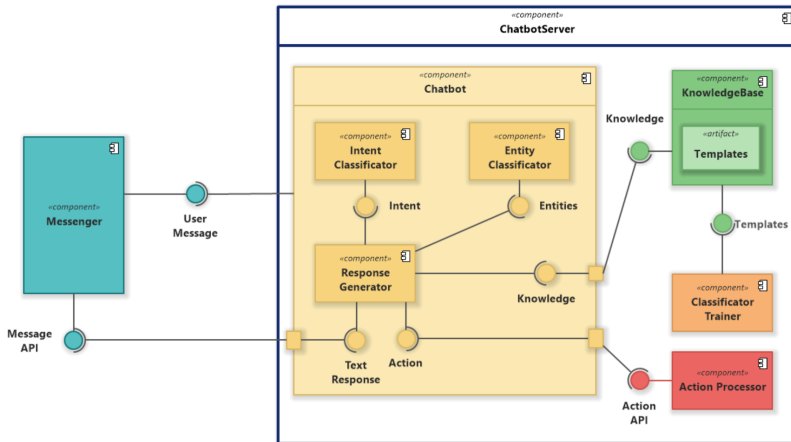 «component»
ChatbotServer
«component»
Chatbot
«component»
KnowledgeBase
«artifact»
Templates
Knowledge
«component»
Intent
Classificator
«component»
Entity
Classificator
«component»
Messenger
User
Message
Intent
Entities
Templates
«component»
Response
Generator
Knowledge
«component»
Classificator
Trainer
Message
API
Text
Response
Action
«component»
Action Processor
Action
API